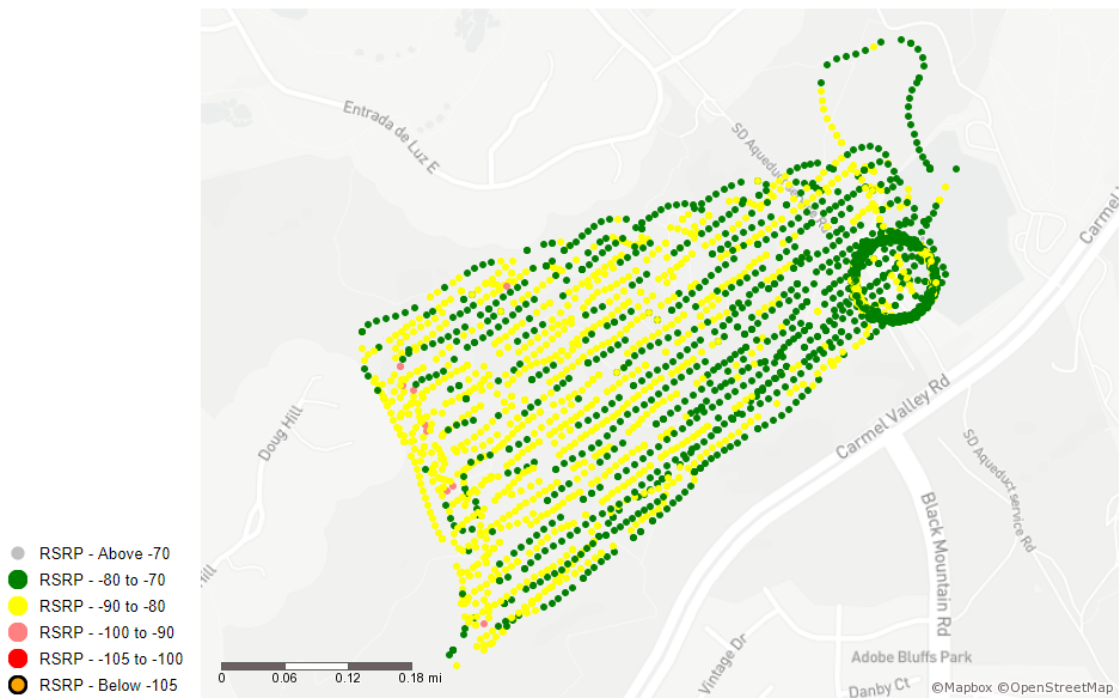 Entrada de Luz E
SD Aqueduct service Rd
Carmel
Doug Hill
Carmel Valley Rd
SD Aqueduct service Rd
Black Mountain Rd
Hill
RSRP - Above -70
RSRP - -80 to -70
RSRP - -90 to -80
RSRP - -100 to -90
RSRP - -105 to -100
RSRP - Below -105
0 0.06 0.12 0.18 mi
Vintage Dr
Adobe Bluffs Park
Danby Ct
©Mapbox ©OpenStreetMap